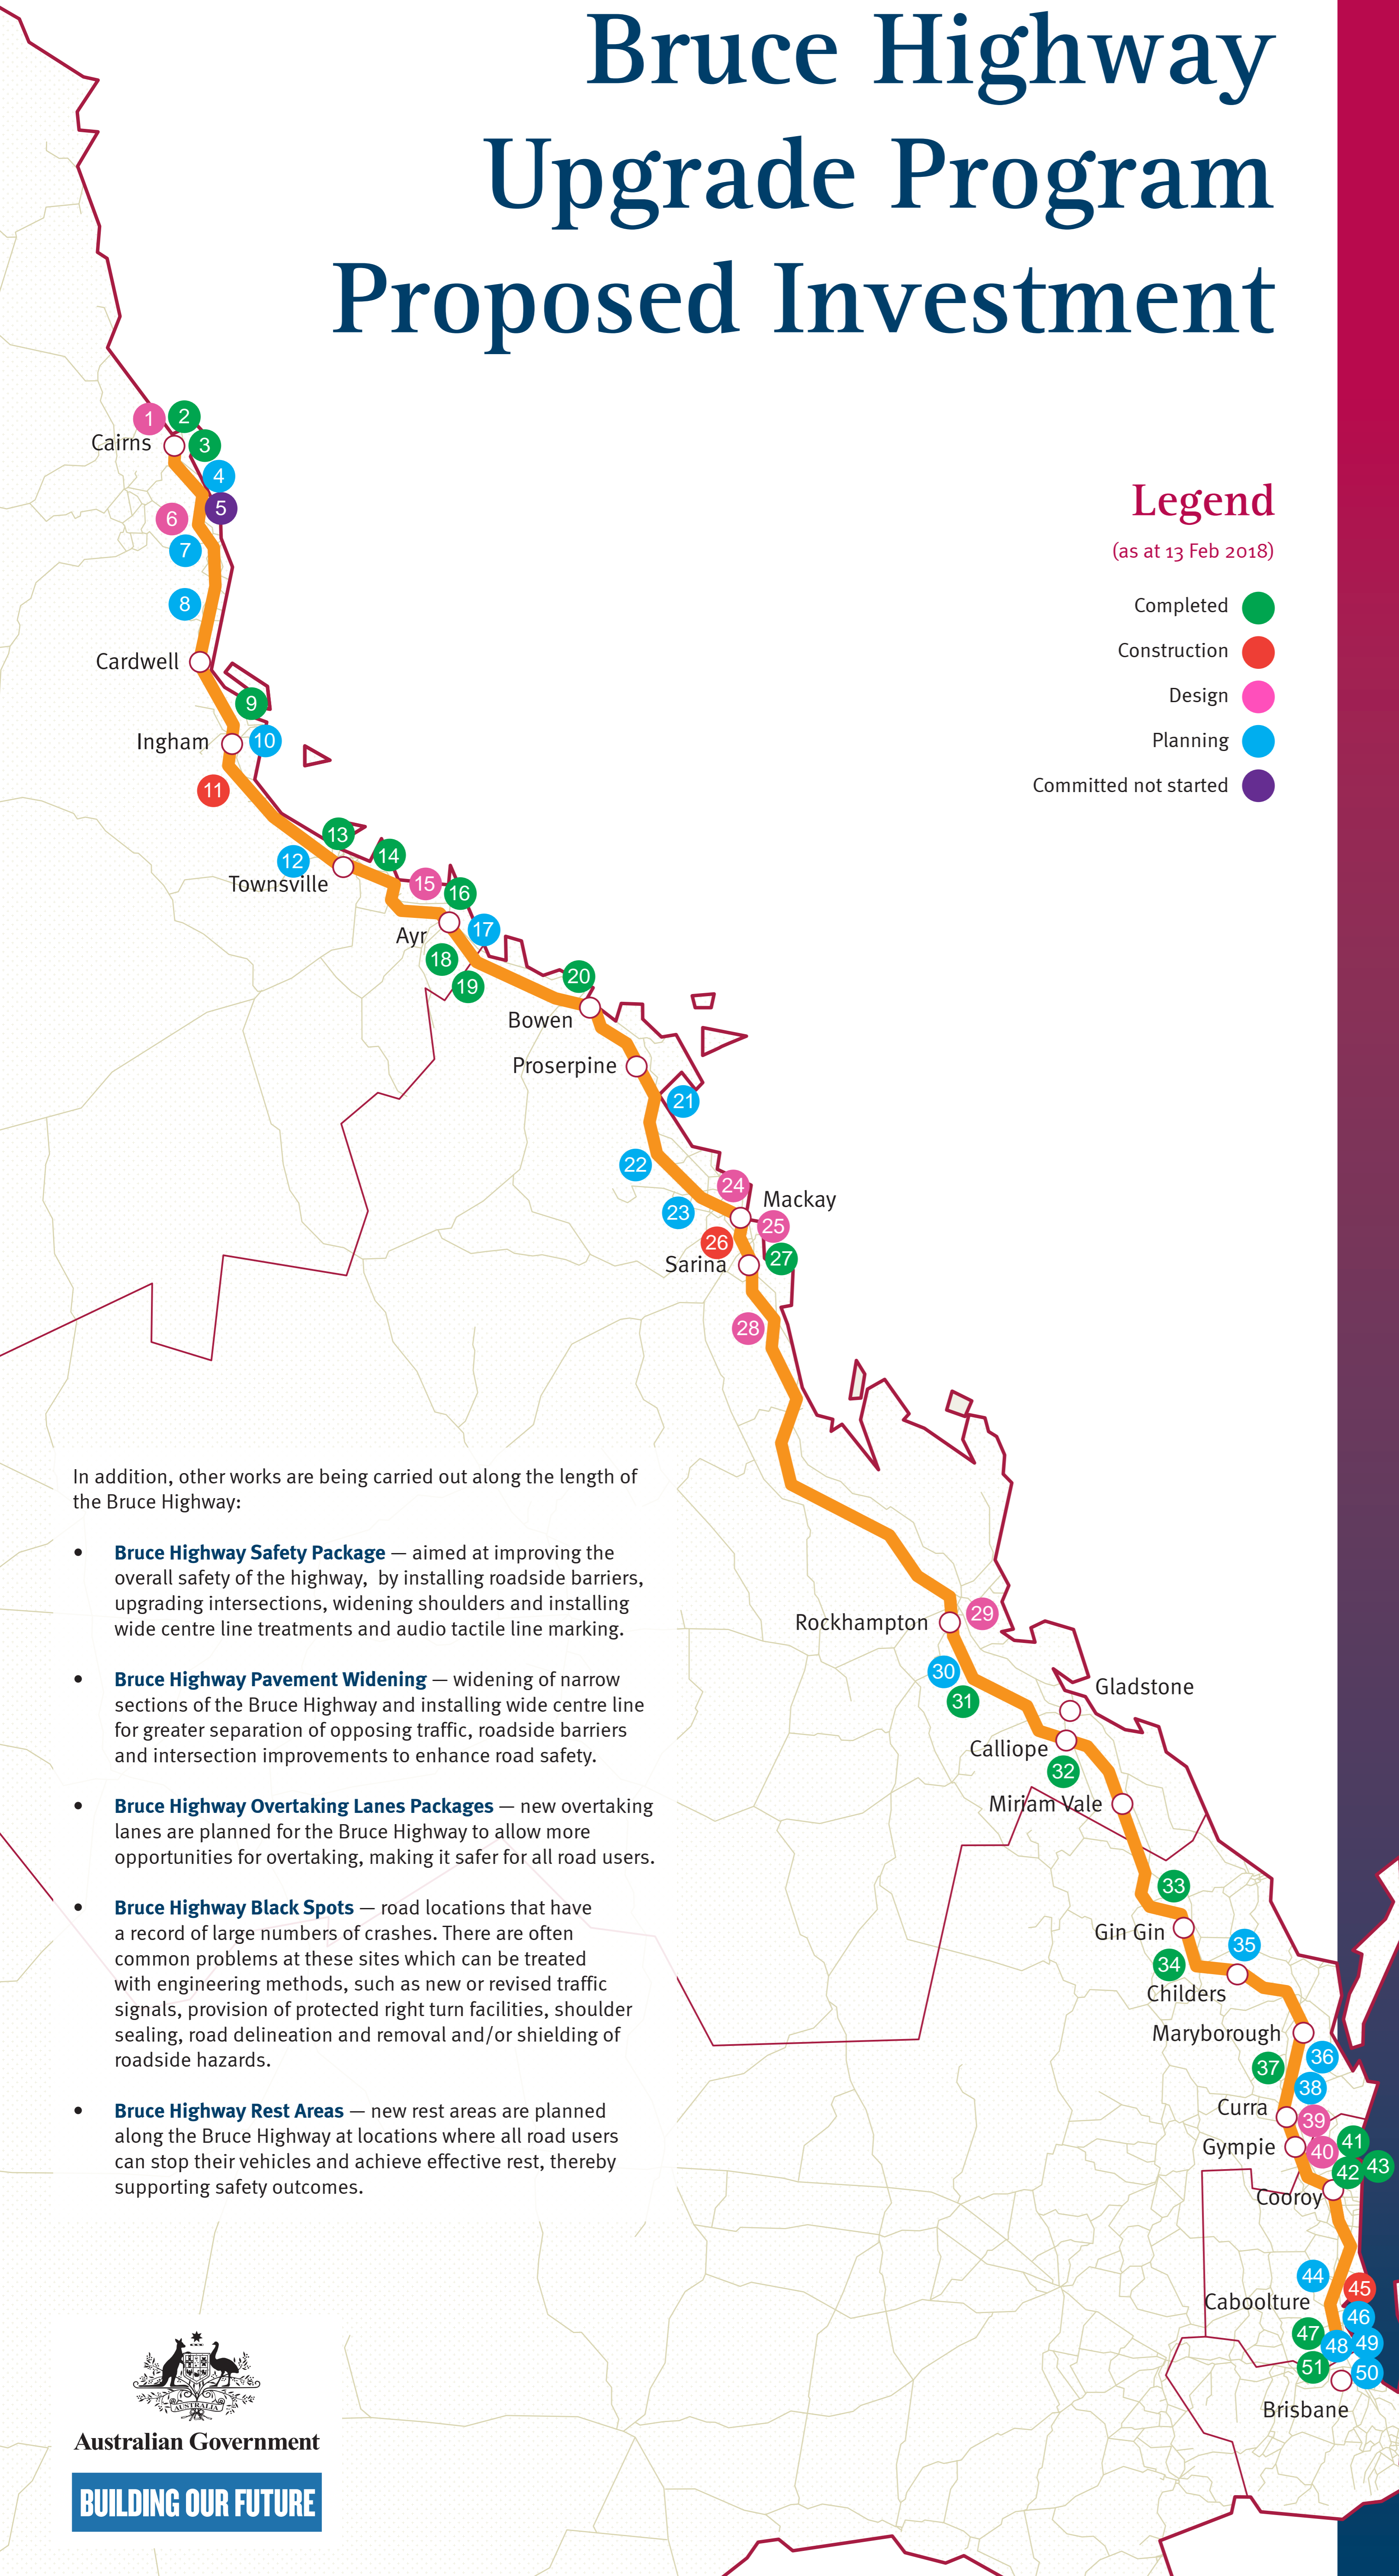 Bruce Highway
Upgrade Program
Proposed Investment
Legend
(as at 13 Feb 2018)
Completed
Construction
Design
Planning
Committed not started
1
2
Cairns
3
4
5
6
7
8
Cardwell
9
Ingham
10
11
13
12
14
Townsville
15
16
Ayr
17
18
19
20
Bowen
Proserpine
21
22
24
Mackay
23
25
26
27
Sarina
28
29
Rockhampton
30
31
Gladstone
Calliope
32
Miriam Vale
33
Gin Gin
35
34
Childers
Maryborough
36
37
38
Curra
39
Gympie
40
41
42
43
Cooroy
44
45
Caboolture
46
47
48
49
51
50
Brisbane
In addition, other works are being carried out along the length of
the Bruce Highway:
• Bruce Highway Safety Package — aimed at improving the
overall safety of the highway, by installing roadside barriers,
upgrading intersections, widening shoulders and installing
wide centre line treatments and audio tactile line marking.
• Bruce Highway Pavement Widening — widening of narrow
sections of the Bruce Highway and installing wide centre line
for greater separation of opposing traffic, roadside barriers
and intersection improvements to enhance road safety.
• Bruce Highway Overtaking Lanes Packages — new overtaking
lanes are planned for the Bruce Highway to allow more
opportunities for overtaking, making it safer for all road users.
• Bruce Highway Black Spots — road locations that have
a record of large numbers of crashes. There are often
common problems at these sites which can be treated
with engineering methods, such as new or revised traffic
signals, provision of protected right turn facilities, shoulder
sealing, road delineation and removal and/or shielding of
roadside hazards.
• Bruce Highway Rest Areas — new rest areas are planned
along the Bruce Highway at locations where all road users
can stop their vehicles and achieve effective rest, thereby
supporting safety outcomes.
AUSTRALIA
Australian Government
BUILDING OUR FUTURE